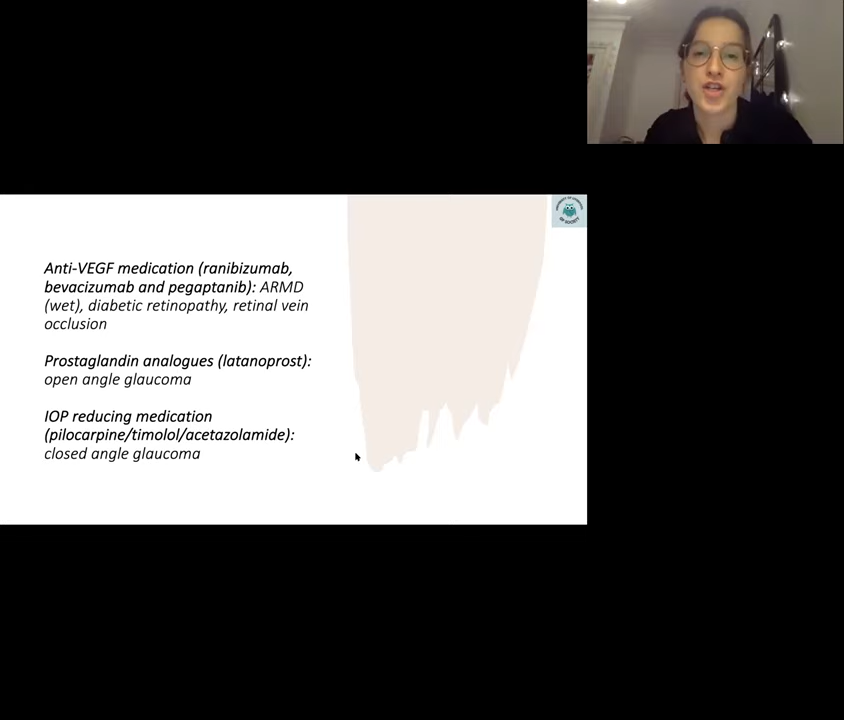 Anti-VEGF medication (ranibizumab,
bevacizumab and pegaptanib): ARMD
(wet), diabetic retinopathy, retinal vein
occlusion
Prostaglandin analogues (latanoprost):
open angle glaucoma
IOP reducing medication
(pilocarpine/timolol/acetazolamide):
closed angle glaucoma